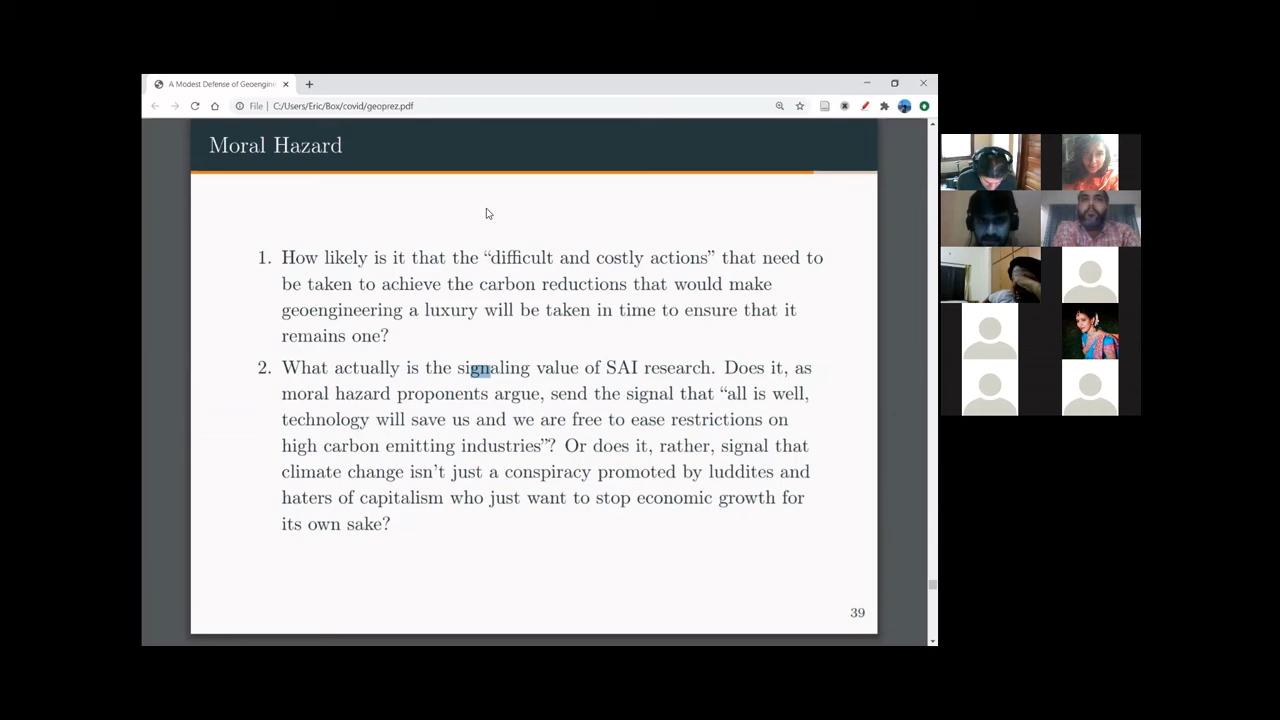 A Modest Defense of Geoengine
File | C:/Users/Eric/Box/covid/geoprez.pdf
Moral Hazard
1. How likely is it that the “difficult and costly actions” that need to
be taken to achieve the carbon reductions that would make
geoengineering a luxury will be taken in time to ensure that it
remains one?
2. What actually is the signaling value of SAI research. Does it, as
moral hazard proponents argue, send the signal that “all is well,
technology will save us and we are free to ease restrictions on
high carbon emitting industries”? Or does it, rather, signal that
climate change isn’t just a conspiracy promoted by luddites and
haters of capitalism who just want to stop economic growth for
its own sake?
39